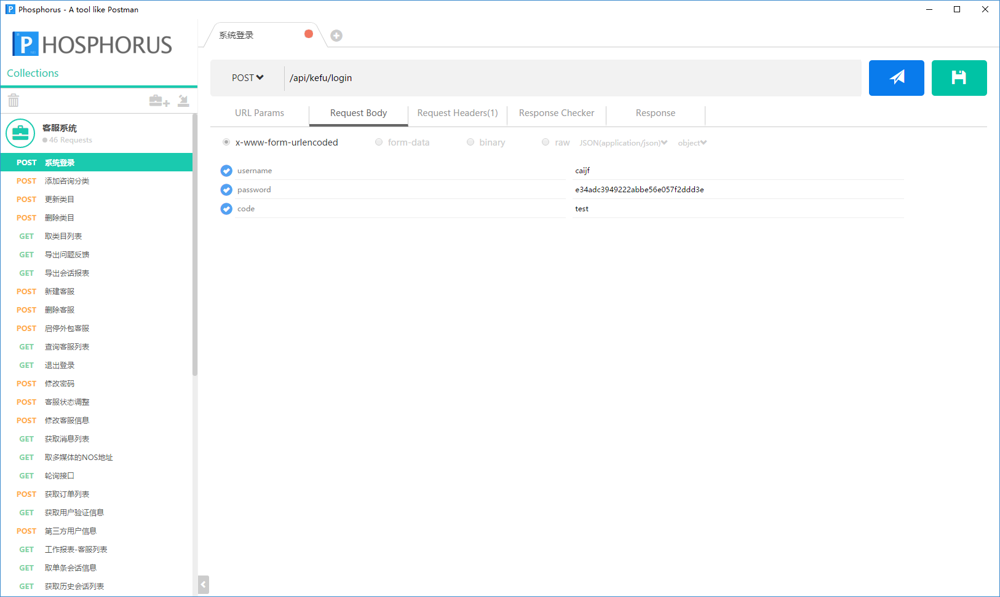 Phosphorus - A tool like Postman
PHOSPHORUS
Collections
客服系统
46 Requests
POST 系统登录
POST 添加咨询分类
POST 更新类目
POST 删除类目
GET 取类目列表
GET 导出问题反馈
GET 导出会话报表
POST 新建客服
POST 删除客服
POST 启停外包客服
GET 查询客服列表
GET 退出登录
POST 修改密码
POST 客服状态调整
POST 修改客服信息
GET 获取消息列表
GET 取多媒体的NOS地址
GET 轮询接口
POST 获取订单列表
GET 获取用户验证信息
POST 第三方用户信息
GET 工作报表-客服列表
GET 取单条会话信息
GET 获取历史会话列表
系统登录
POST /api/kefu/login
URL Params Request Body Request Headers(1) Response Checker Response
x-www-form-urlencoded form-data binary raw JSON(application/json) object
username caijf
password e34adc3949222abbe56e057f2ddd3e
code test